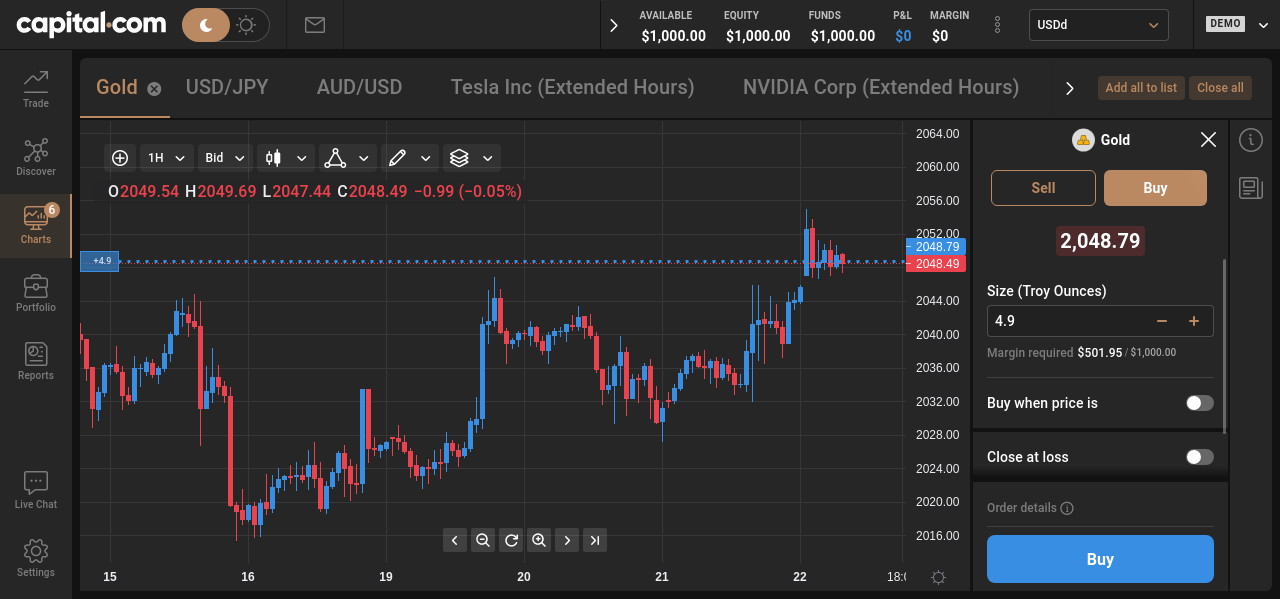 capital.com
AVAILABLE EQUITY FUNDS P&L MARGIN
$1,000.00 $1,000.00 $1,000.00 $0 $0
USDd
DEMO
Trade
Discover
6
Charts
Portfolio
Reports
Live Chat
Settings
Gold USD/JPY AUD/USD Tesla Inc (Extended Hours) NVIDIA Corp (Extended Hours)
Add all to list Close all
1H Bid
O2049.54 H2049.69 L2047.44 C2048.49 −0.99 (−0.05%)
+4.9
2064.00
2060.00
2056.00
2052.00
2048.79
2048.49
2044.00
2040.00
2036.00
2032.00
2028.00
2024.00
2020.00
2016.00
15 16 19 20 21 22 18:0
Gold
Sell Buy
2,048.79
Size (Troy Ounces)
4.9
Margin required $501.95 / $1,000.00
Buy when price is
Close at loss
Order details
Buy